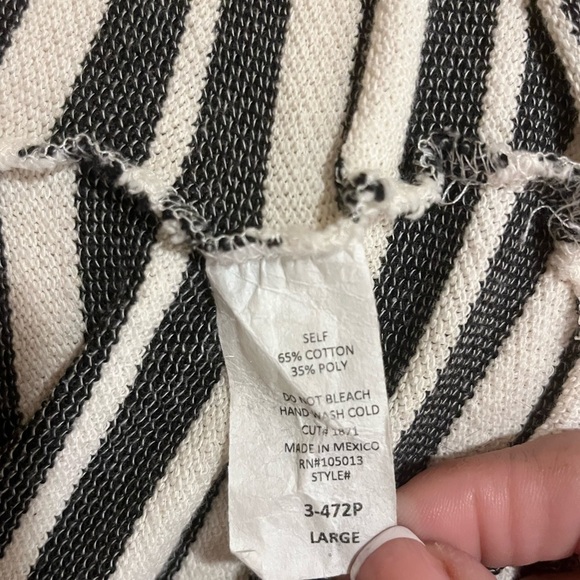 SELF
65% COTTON
35% POLY
DO NOT BLEACH
HAND WASH COLD
CUT# 1871
MADE IN MEXICO
RN#105013
STYLE#
3-472P
LARGE